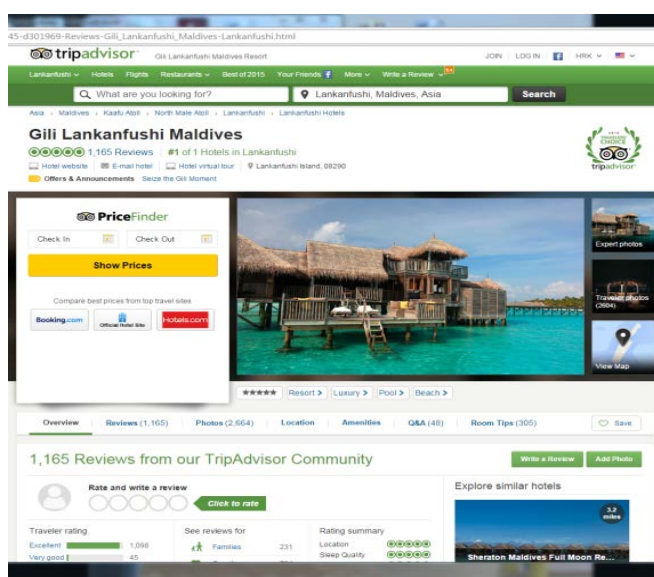 45-d301969-Reviews-Gili_Lankanfushi_Maldives-Lankanfushi.html
tripadvisor Gili Lankanfushi Maldives Resort JOIN LOG IN HRK
Lankanfushi Hotels Flights Restaurants Best of 2015 Your Friends More Write a Review
What are you looking for? Lankanfushi, Maldives, Asia Search
Asia › Maldives › Kaafu Atoll › North Male Atoll › Lankanfushi › Lankanfushi Hotels
Gili Lankanfushi Maldives
1,165 Reviews #1 of 1 Hotels in Lankanfushi
Hotel website E-mail hotel Hotel virtual tour Lankanfushi Island, 08290
Offers & Announcements Seize the Gili Moment
CHOICE
tripadvisor
PriceFinder
Check In Check Out
Show Prices
Compare best prices from top travel sites
Booking.com Official Hotel Site Hotels.com
Expert photos
Traveler photos
(2604)
View Map
Resort > Luxury > Pool > Beach >
Overview Reviews (1,165) Photos (2,664) Location Amenities Q&A (48) Room Tips (305) Save
1,165 Reviews from our TripAdvisor Community Write a Review Add Photo
Rate and write a review
Click to rate
Explore similar hotels
3.2
miles
Sheraton Maldives Full Moon Re...
Traveler rating See reviews for Rating summary
Excellent 1,098 Families 231 Location
Very good 45 Sleep Quality